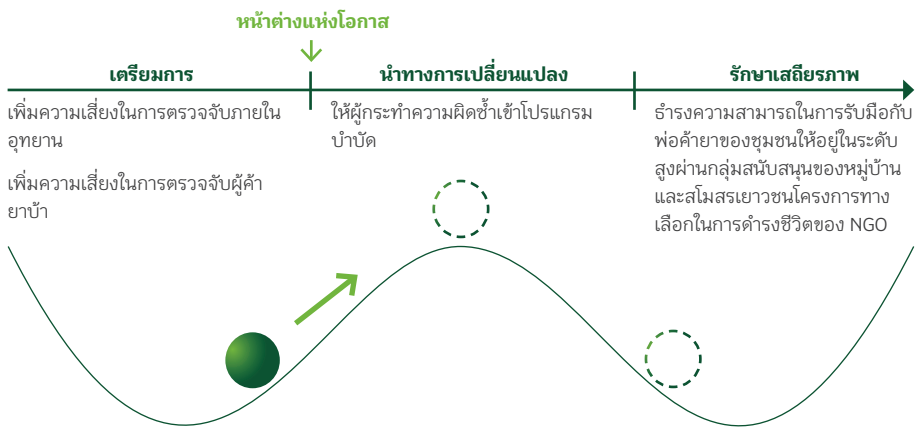 หน้าต่างแห่งโอกาส
เตรียมการ
นำทางการเปลี่ยนแปลง
รักษาเสถียรภาพ
เพิ่มความเสี่ยงในการตรวจจับภายใน
อุทยาน
เพิ่มความเสี่ยงในการตรวจจับผู้ค้า
ยาบ้า
ให้ผู้กระทำความผิดซ้ำเข้าโปรแกรม
บำบัด
ธำรงความสามารถในการรับมือกับ
พ่อค้ายาของชุมชนให้อยู่ในระดับ
สูงผ่านกลุ่มสนับสนุนของหมู่บ้าน
และสโมสรเยาวชนโครงการทาง
เลือกในการดำรงชีวิตของ NGO